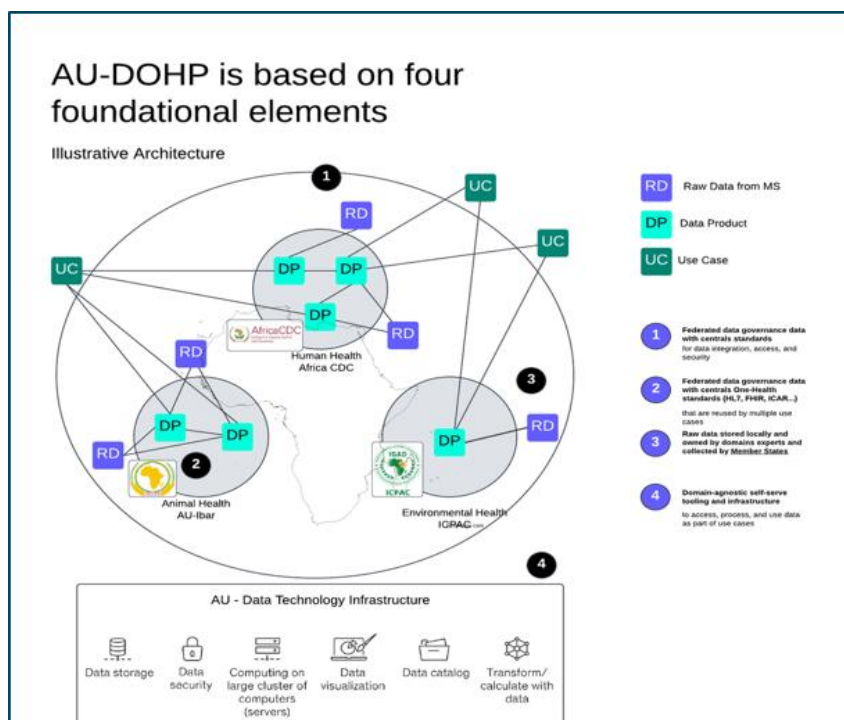 AU-DOHP is based on four
foundational elements
Illustrative Architecture
1
UC
RD
RD
Raw Data from MS
DP
Data Product
UC
UC
Use Case
DP
DP
UC
DP
AfricaCDC
RD
Human Health
Africa CDC
1
Federated data governance data
with centrals standards
for data integration, access, and
security
RD
3
2
Federated data governance data
with centrals One-Health
standards (HL7, FHIR, ICAR...)
that are reused by multiple use
cases
DP
DP
RD
2
DP
RD
IGAD
ICPAC
3
Raw data stored locally and
owned by domains experts and
collected by Member States
Animal Health
AU-Ibar
Environmental Health
ICPAC
4
Domain-agnostic self-serve
tooling and infrastructure
to access, process, and use data
as part of use cases
4
AU - Data Technology Infrastructure
Data storage
Data
security
Computing on
large cluster of
computers
(servers)
Data
visualization
Data catalog
Transform/
calculate with
data